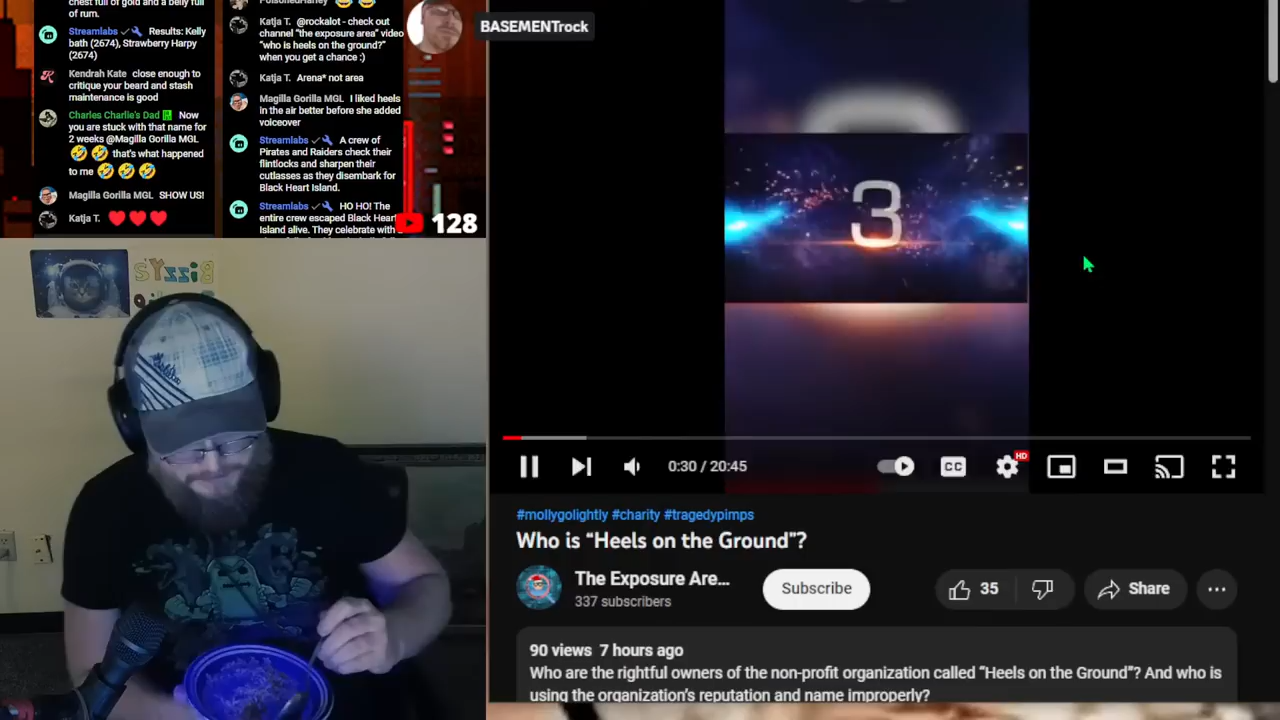 chest full of gold and a belly full
of rum.
Streamlabs Results: Kelly
bath (2674), Strawberry Harpy
(2674)
Kendrah Kate close enough to
critique your beard and stash
maintenance is good
Charles Charlie's Dad Now
you are stuck with that name for
2 weeks @Magilla Gorilla MGL
that's what happened
to me
Magilla Gorilla MGL SHOW US!
Katja T.
Katja T. @rockalot - check out
channel "the exposure area" video
"who is heels on the ground?"
when you get a chance :)
Katja T. Arena* not area
Magilla Gorilla MGL I liked heels
in the air better before she added
voiceover
Streamlabs A crew of
Pirates and Raiders check their
flintlocks and sharpen their
cutlasses as they disembark for
Black Heart Island.
Streamlabs HO HO! The
entire crew escaped Black Heart
Island alive. They celebrate with a
128
BASEMENTrock
3
0:30 / 20:45
CC
HD
#mollygolightly #charity #tragedypimps
Who is “Heels on the Ground”?
The Exposure Are...
337 subscribers
Subscribe
35
Share
90 views 7 hours ago
Who are the rightful owners of the non-profit organization called “Heels on the Ground”? And who is
using the organization's reputation and name improperly?